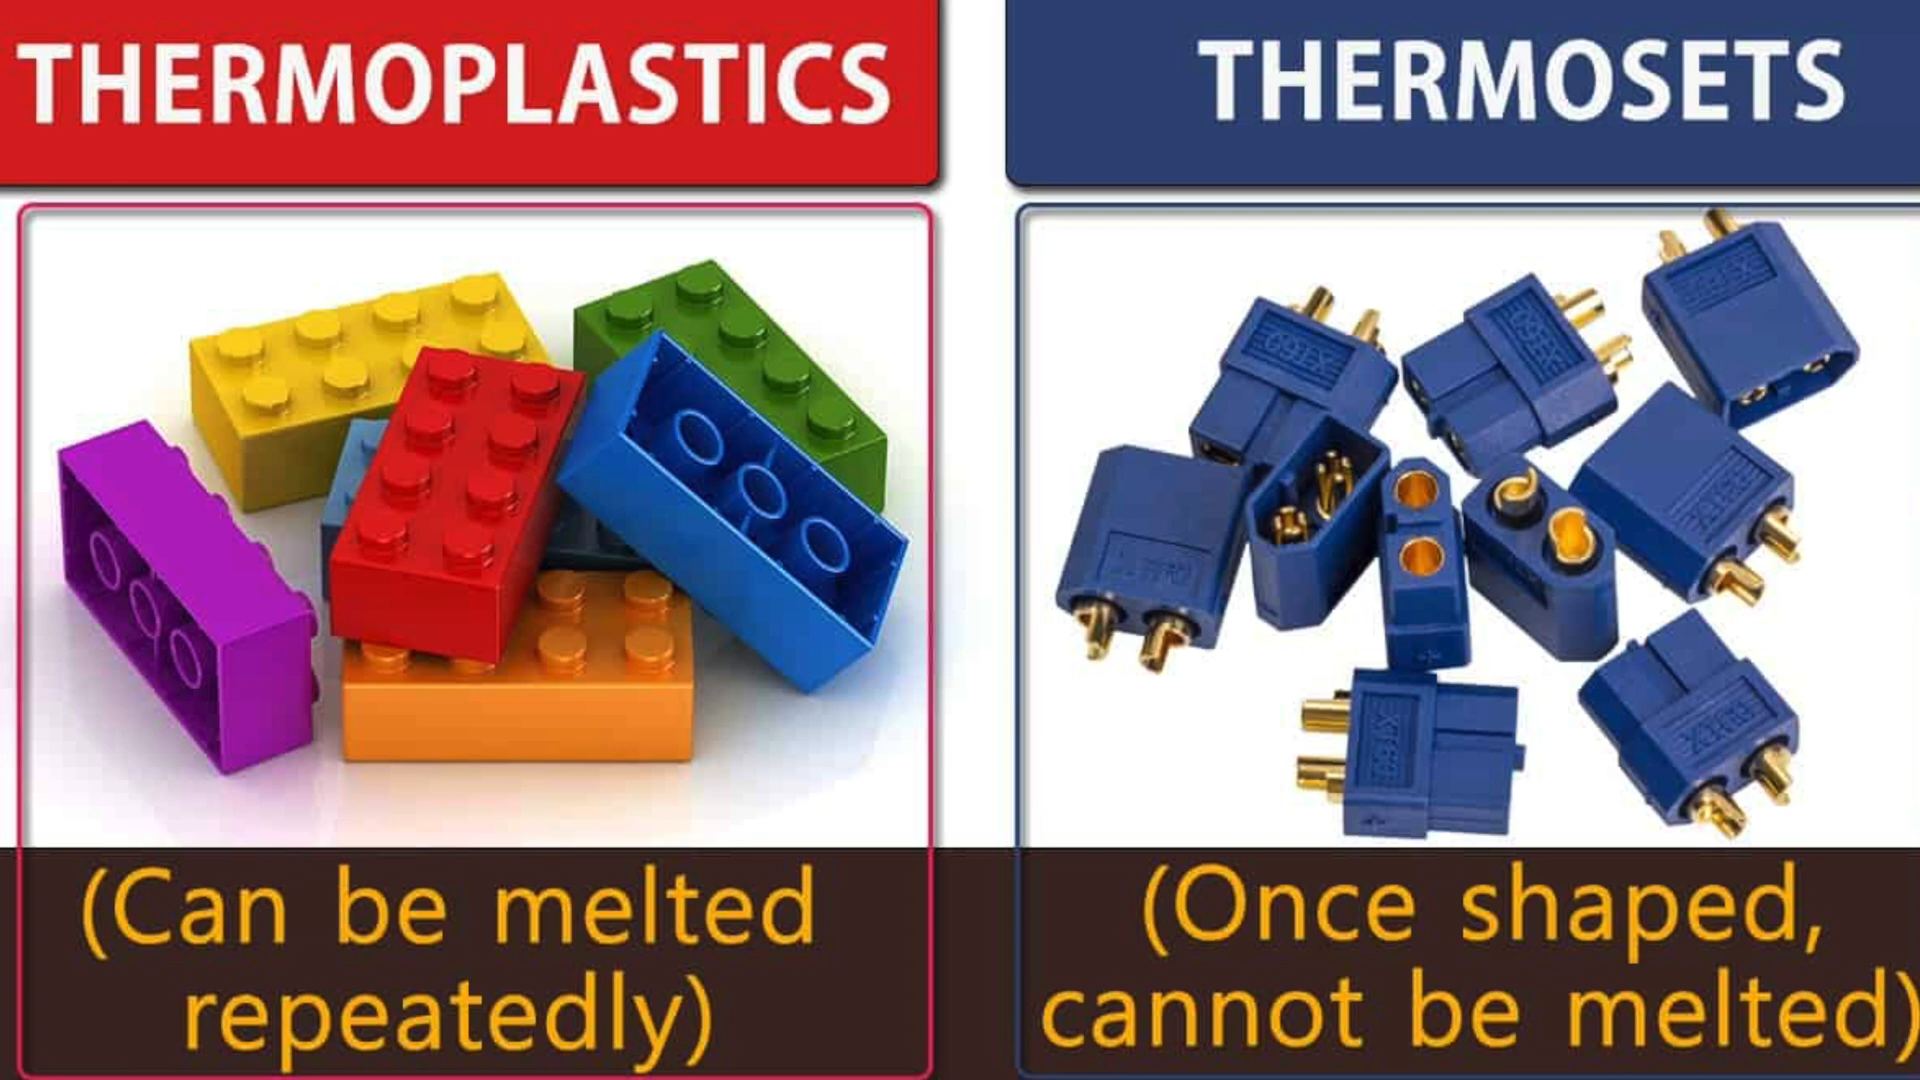 THERMOPLASTICS
THERMOSETS
(Can be melted
repeatedly)
(Once shaped,
cannot be melted)